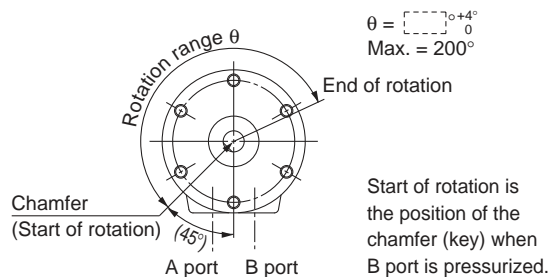 Rotation range θ
θ = °+4°
0
Max. = 200°
End of rotation
Chamfer
(Start of rotation)
(45°)
A port
B port
Start of rotation is
the position of the
chamfer (key) when
B port is pressurized.